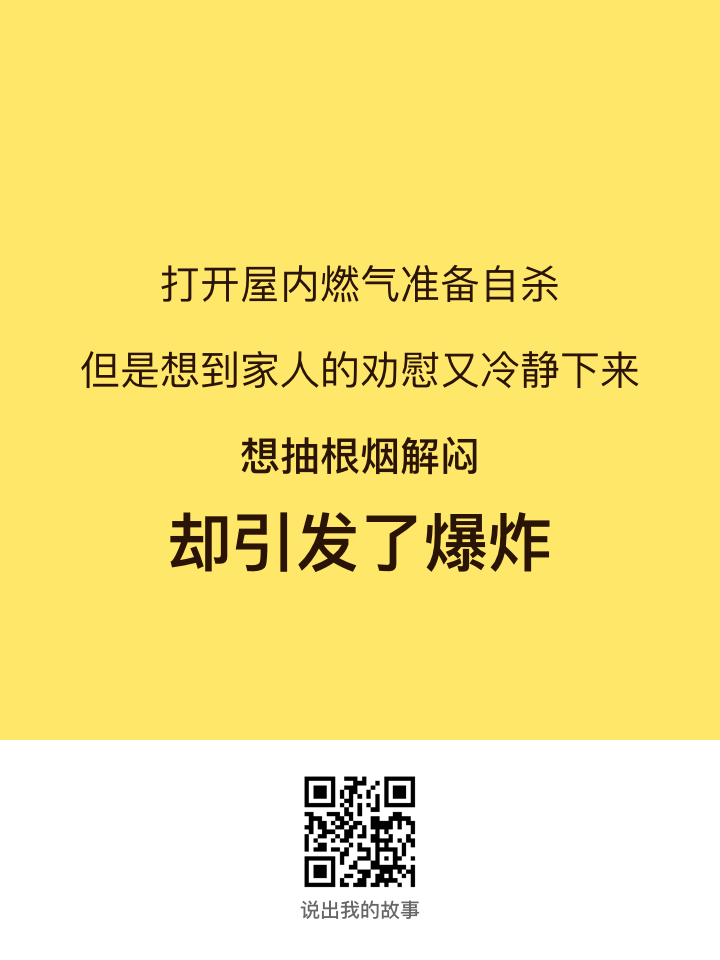 打开屋内燃气准备自杀
但是想到家人的劝慰又冷静下来
想抽根烟解闷
却引发了爆炸
说出我的故事